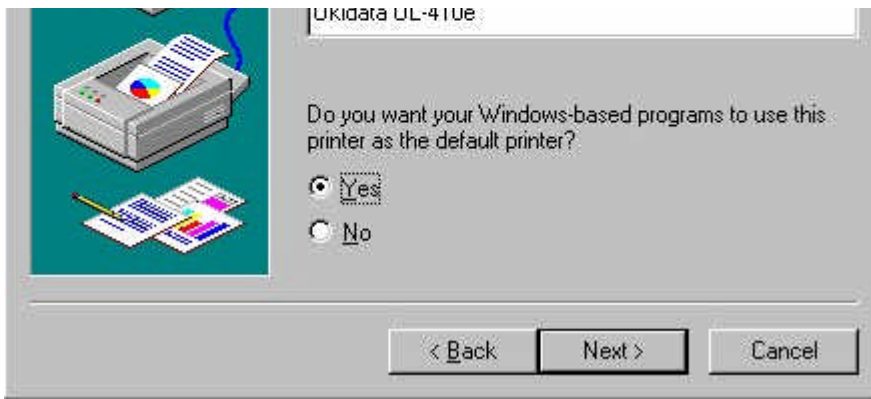 Okidata OL-410e
Do you want your Windows-based programs to use this
printer as the default printer?
Yes
No
< Back
Next >
Cancel